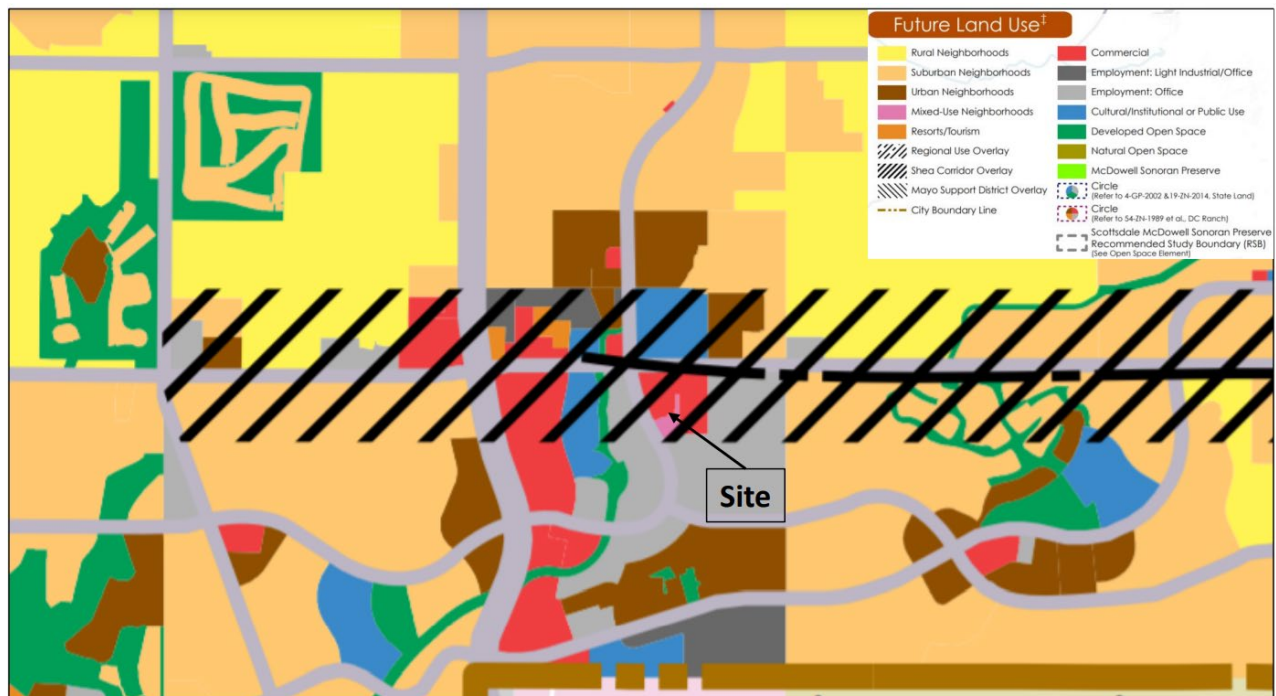 Future Land Use‡
Rural Neighborhoods
Suburban Neighborhoods
Urban Neighborhoods
Mixed-Use Neighborhoods
Resorts/Tourism
Regional Use Overlay
Shea Corridor Overlay
Mayo Support District Overlay
City Boundary Line
Commercial
Employment: Light Industrial/Office
Employment: Office
Cultural/Institutional or Public Use
Developed Open Space
Natural Open Space
McDowell Sonoran Preserve
Circle
(Refer to 4-GP-2002 &19-ZN-2014, State Land)
Circle
(Refer to 54-ZN-1989 et al., DC Ranch)
Scottsdale McDowell Sonoran Preserve
Recommended Study Boundary (RSB)
(See Open Space Element)
Site